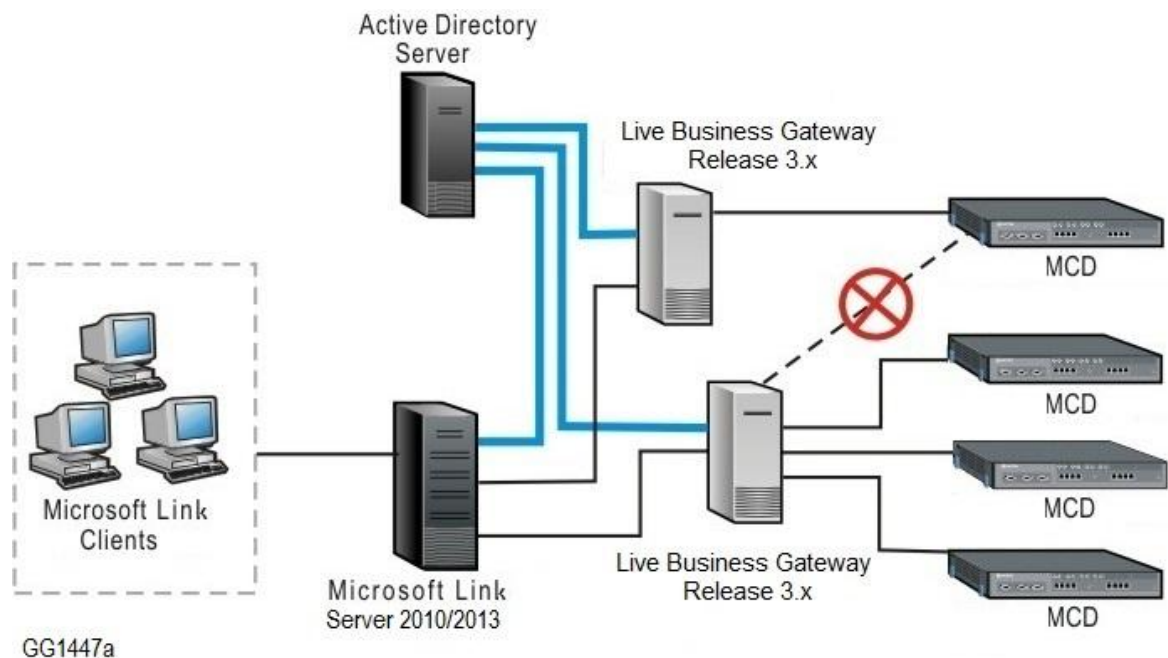 Active Directory
Server
Live Business Gateway
Release 3.x
MCD
MCD
Microsoft Link
Clients
MCD
Microsoft Link
Server 2010/2013
Live Business Gateway
Release 3.x
MCD
GG1447a